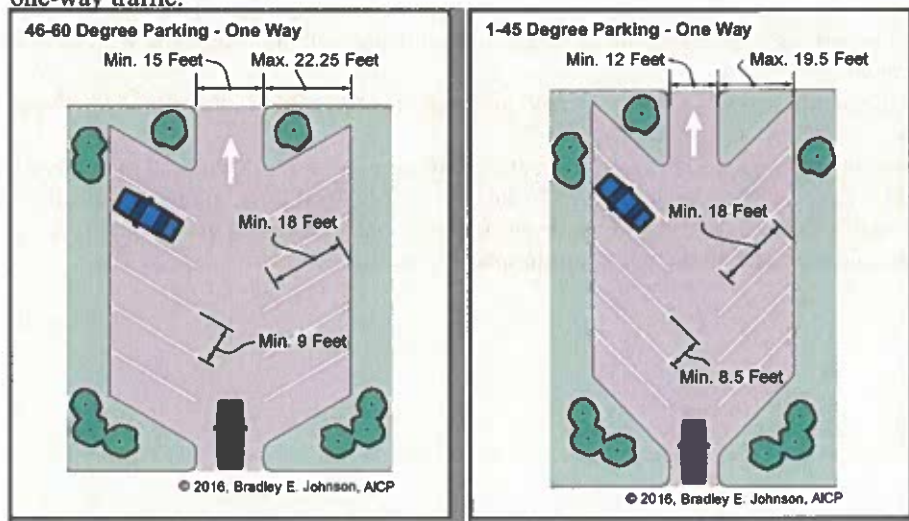 one-way traffic.
46-60 Degree Parking - One Way
Min. 15 Feet
Max. 22.25 Feet
Min. 18 Feet
Min. 9 Feet
© 2016, Bradley E. Johnson, AICP
1-45 Degree Parking - One Way
Min. 12 Feet
Max. 19.5 Feet
Min. 18 Feet
Min. 8.5 Feet
© 2016, Bradley E. Johnson, AICP